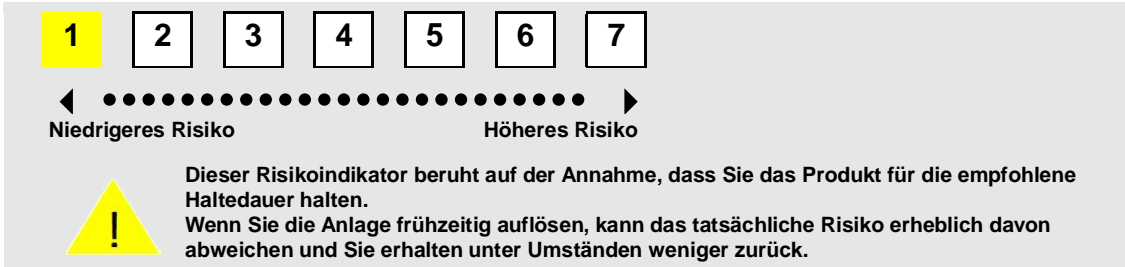 1 2 3 4 5 6 7
Niedrigeres Risiko Höheres Risiko
Dieser Risikoindikator beruht auf der Annahme, dass Sie das Produkt für die empfohlene
Haltedauer halten.
Wenn Sie die Anlage frühzeitig auflösen, kann das tatsächliche Risiko erheblich davon
abweichen und Sie erhalten unter Umständen weniger zurück.
!